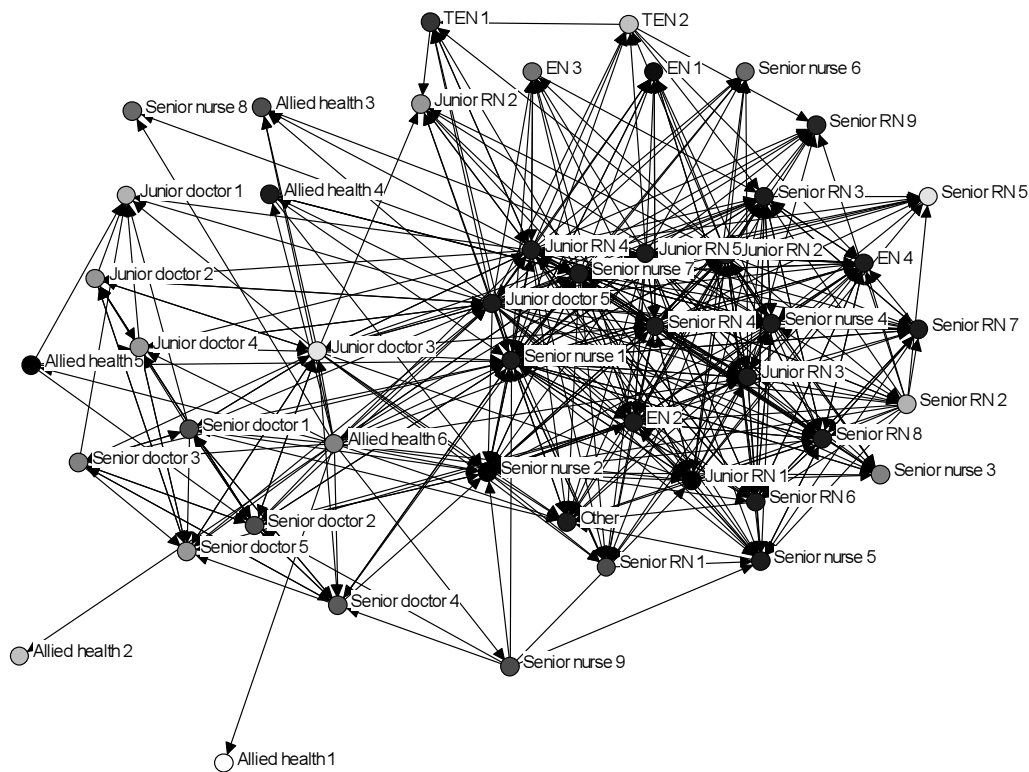 TEN 1
TEN 2
EN 3
EN 1
Senior nurse 6
Senior nurse 8
Allied health 3
Junior RN 2
Senior RN 9
Junior doctor 1
Allied health 4
Senior RN 3
Senior RN 5
Junior RN 4
Junior RN 5
Junior RN 2
EN 4
Junior doctor 2
Senior nurse 7
Junior doctor 5
Senior RN 4
Senior nurse 4
Senior RN 7
Junior doctor 4
Junior doctor 3
Allied health 5
Senior nurse 1
Junior RN 3
Senior RN 2
EN 2
Senior doctor 1
Allied health 6
Senior RN 8
Senior doctor 3
Senior nurse 2
Junior RN 1
Senior nurse 3
Senior RN 6
Senior doctor 2
Other
Senior doctor 5
Senior RN 1
Senior nurse 5
Senior doctor 4
Allied health 2
Senior nurse 9
Allied health 1